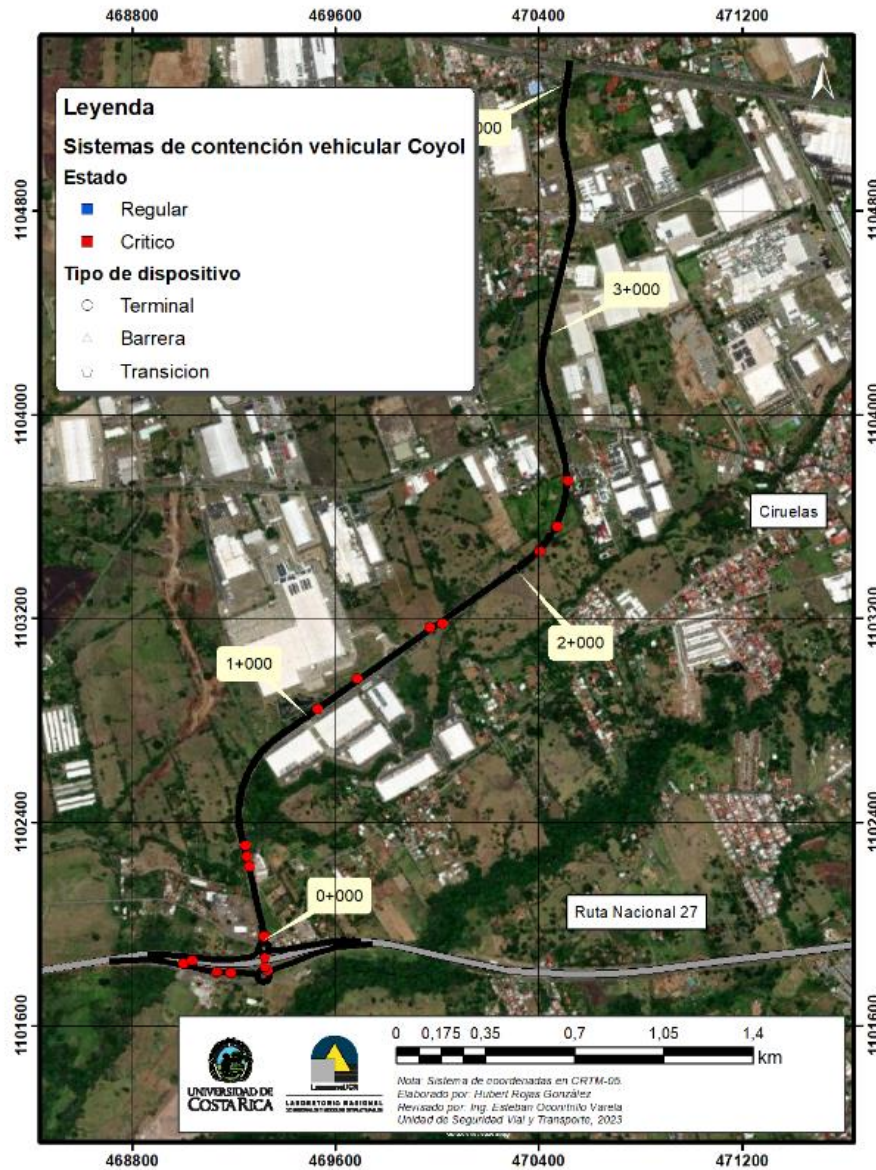 468800 469600 470400 471200
Leyenda
Sistemas de contención vehicular Coyol
Estado
Regular
Critico
Tipo de dispositivo
Terminal
Barrera
Transicion
000
1104800
3+000
1104000
Ciruelas
1103200
2+000
1+000
1102400
0+000
Ruta Nacional 27
1101600
0 0,175 0,35 0,7 1,05 1,4
km
UNIVERSIDAD DE
COSTA RICA
LanammeUCR
LABORATORIO NACIONAL
Nota: Sistema de coordenadas en CRTM-05.
Elaborado por: Hubert Rojas González
Revisado por: Ing. Esteban Ocontrillo Varela
Unidad de Seguridad Vial y Transporte, 2023
468800 469600 470400 471200
1104800
1104000
1103200
1102400
1101600